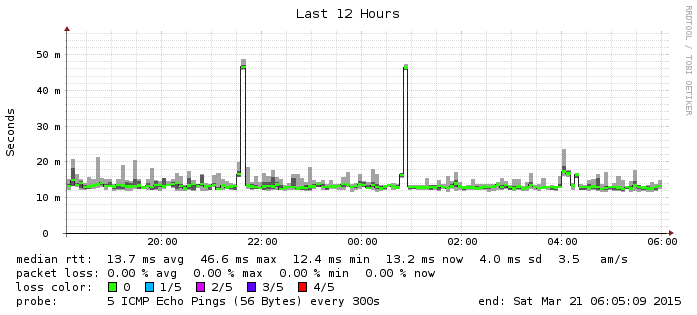 Last 12 Hours
RRDTOOL / TOBI OETIKER
Seconds
50 m
40 m
30 m
20 m
10 m
0
20:00 22:00 00:00 02:00 04:00 06:00
median rtt: 13.7 ms avg 46.6 ms max 12.4 ms min 13.2 ms now 4.0 ms sd 3.5 am/s
packet loss: 0.00 % avg 0.00 % max 0.00 % min 0.00 % now
loss color: 0 1/5 2/5 3/5 4/5
probe: 5 ICMP Echo Pings (56 Bytes) every 300s end: Sat Mar 21 06:05:09 2015